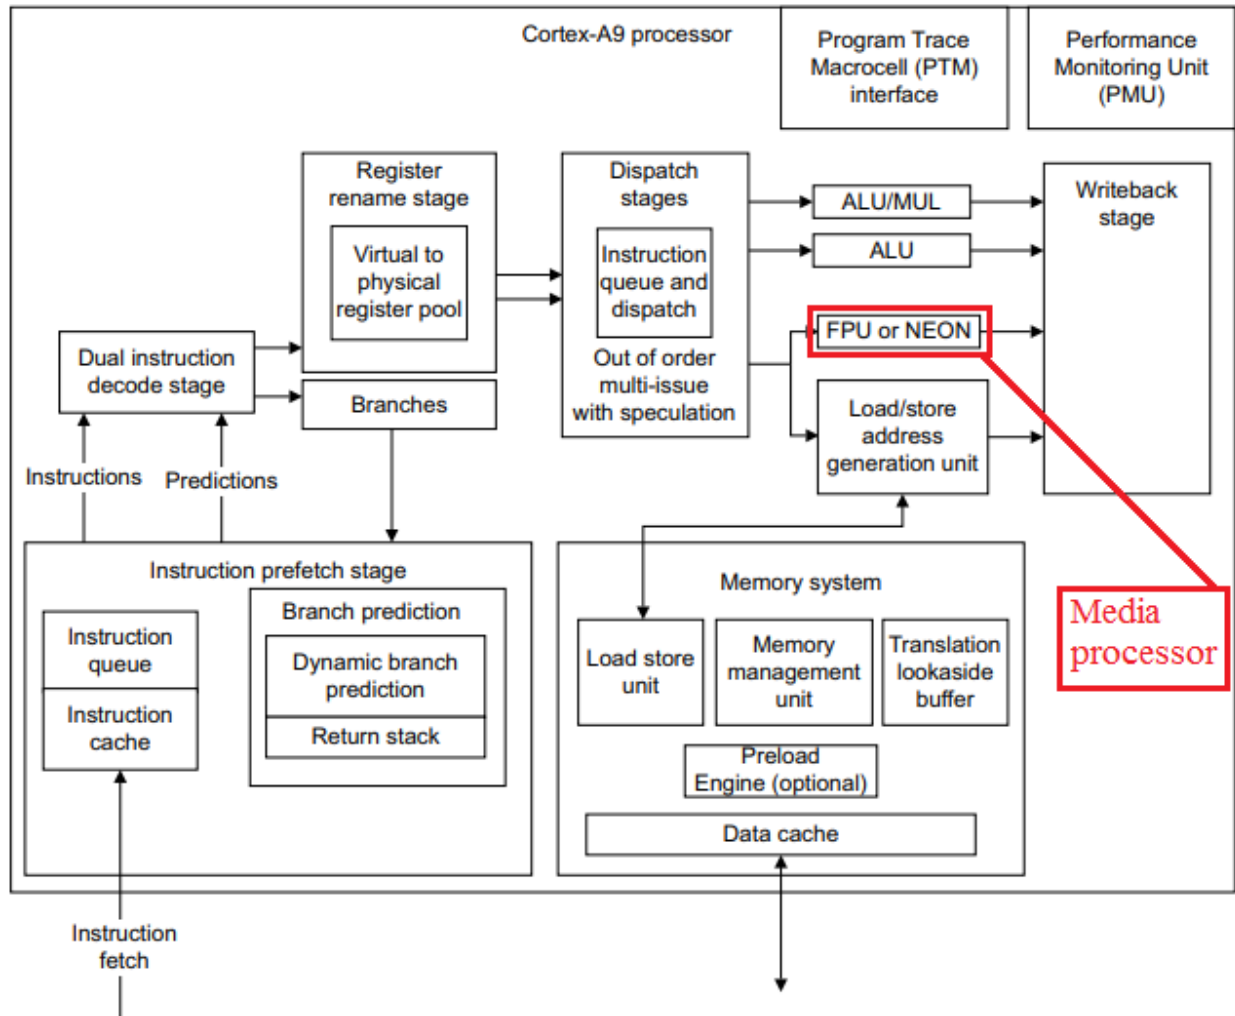 Cortex-A9 processor
Program Trace
Macrocell (PTM)
interface
Performance
Monitoring Unit
(PMU)
Register
rename stage
Virtual to
physical
register pool
Dispatch
stages
Instruction
queue and
dispatch
Out of order
multi-issue
with speculation
ALU/MUL
ALU
FPU or NEON
Load/store
address
generation unit
Writeback
stage
Dual instruction
decode stage
Branches
Instructions
Predictions
Instruction prefetch stage
Instruction
queue
Instruction
cache
Branch prediction
Dynamic branch
prediction
Return stack
Memory system
Load store
unit
Memory
management
unit
Translation
lookaside
buffer
Preload
Engine (optional)
Data cache
Media
processor
Instruction
fetch